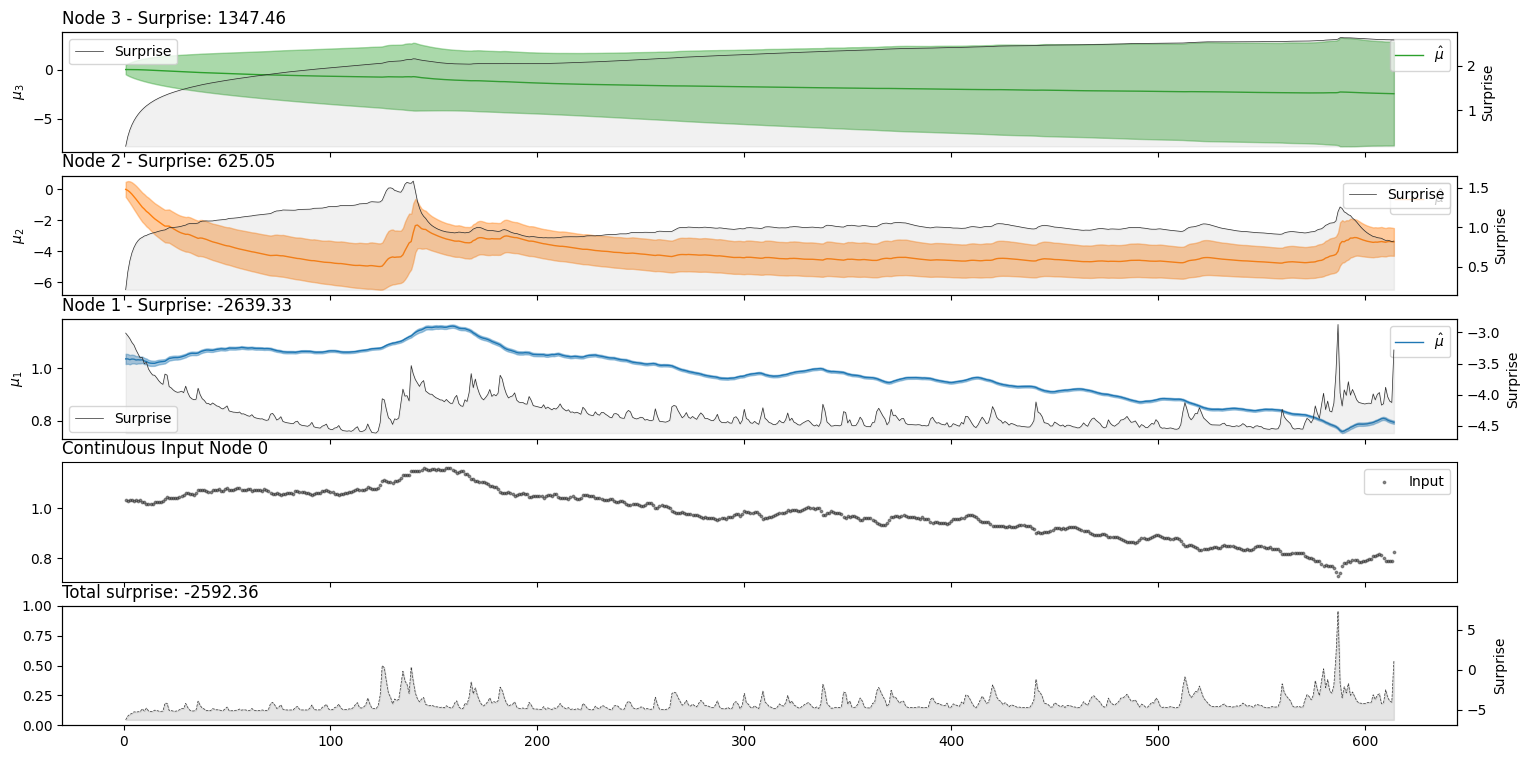 Node 3 - Surprise: 1347.46
Surprise
μ̂
0
−5
μ₃
2
1
Surprise
Node 2 - Surprise: 625.05
Surprise
0
−2
−4
−6
μ₂
1.5
1.0
0.5
Surprise
Node 1 - Surprise: -2639.33
μ̂
Surprise
1.0
0.8
μ₁
−3.0
−3.5
−4.0
−4.5
Surprise
Continuous Input Node 0
Input
1.0
0.8
Total surprise: -2592.36
1.00
0.75
0.50
0.25
0.00
5
0
−5
Surprise
0 100 200 300 400 500 600